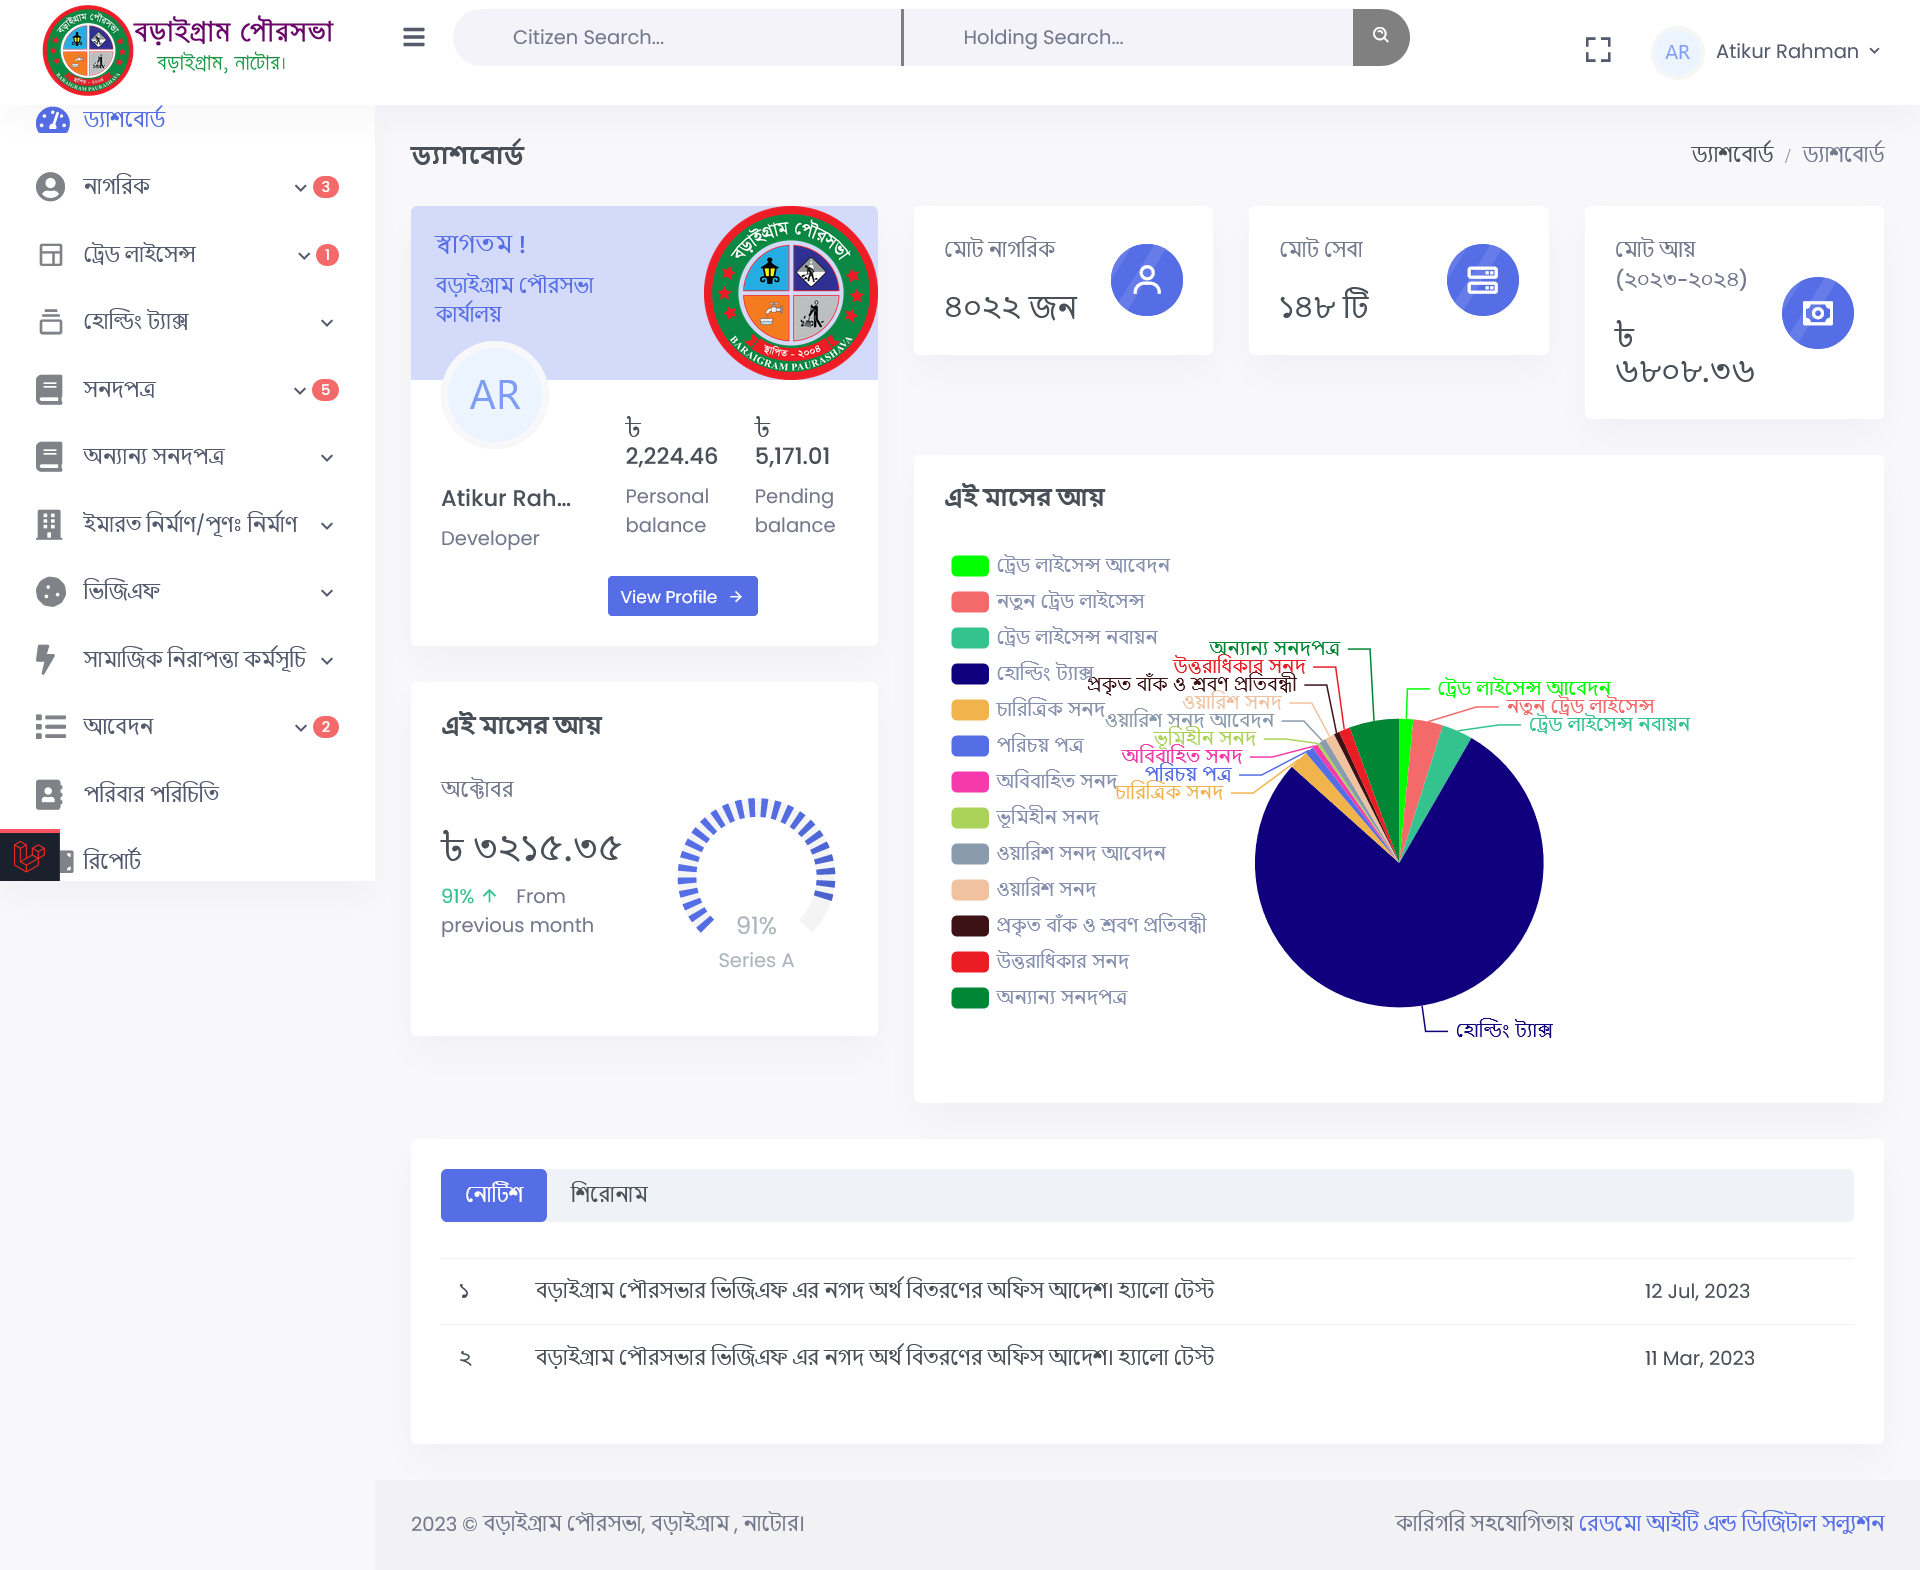 বড়াইগ্রাম পৌরসভা
বড়াইগ্রাম, নাটোর।
Citizen Search...
Holding Search...
AR
Atikur Rahman
ড্যাশবোর্ড
নাগরিক
3
ট্রেড লাইসেন্স
1
হোল্ডিং ট্যাক্স
সনদপত্র
5
অন্যান্য সনদপত্র
ইমারত নির্মাণ/পূণঃ নির্মাণ
ভিজিএফ
সামাজিক নিরাপত্তা কর্মসূচি
আবেদন
2
পরিবার পরিচিতি
রিপোর্ট
ড্যাশবোর্ড
ড্যাশবোর্ড / ড্যাশবোর্ড
স্বাগতম !
বড়াইগ্রাম পৌরসভা
কার্যালয়
বড়াইগ্রাম পৌরসভা
স্থাপিত - ২০০৪
BARAIGRAM PAURASHAVA
AR
Atikur Rah...
Developer
৳
2,224.46
Personal
balance
৳
5,171.01
Pending
balance
View Profile
মোট নাগরিক
৪০২২ জন
মোট সেবা
১৪৮ টি
মোট আয়
(২০২৩-২০২৪)
৳
৬৮০৮.৩৬
এই মাসের আয়
অক্টোবর
৳ ৩২১৫.৩৫
91% From
previous month
91%
Series A
এই মাসের আয়
ট্রেড লাইসেন্স আবেদন
নতুন ট্রেড লাইসেন্স
ট্রেড লাইসেন্স নবায়ন
হোল্ডিং ট্যাক্স
চারিত্রিক সনদ
পরিচয় পত্র
অবিবাহিত সনদ
ভূমিহীন সনদ
ওয়ারিশ সনদ আবেদন
ওয়ারিশ সনদ
প্রকৃত বাঁক ও শ্রবণ প্রতিবন্ধী
উত্তরাধিকার সনদ
অন্যান্য সনদপত্র
অন্যান্য সনদপত্র
উত্তরাধিকার সনদ
প্রকৃত বাঁক ও শ্রবণ প্রতিবন্ধী
ওয়ারিশ সনদ
ওয়ারিশ সনদ আবেদন
ভূমিহীন সনদ
অবিবাহিত সনদ
পরিচয় পত্র
চারিত্রিক সনদ
ট্রেড লাইসেন্স আবেদন
নতুন ট্রেড লাইসেন্স
ট্রেড লাইসেন্স নবায়ন
হোল্ডিং ট্যাক্স
নোটিশ শিরোনাম
১ বড়াইগ্রাম পৌরসভার ভিজিএফ এর নগদ অর্থ বিতরণের অফিস আদেশ। হ্যালো টেস্ট 12 Jul, 2023
২ বড়াইগ্রাম পৌরসভার ভিজিএফ এর নগদ অর্থ বিতরণের অফিস আদেশ। হ্যালো টেস্ট 11 Mar, 2023
2023 © বড়াইগ্রাম পৌরসভা, বড়াইগ্রাম , নাটোর।
কারিগরি সহযোগিতায় রেডমো আইটি এন্ড ডিজিটাল সল্যুশন